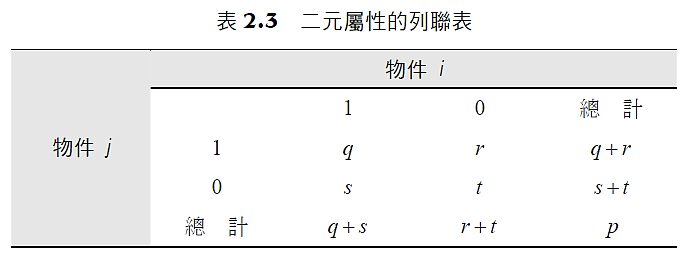 表 2.3 二元屬性的列聯表
物件 i
1 0 總 計
物件 j 1 q r q+r
0 s t s+t
總 計 q+s r+t p